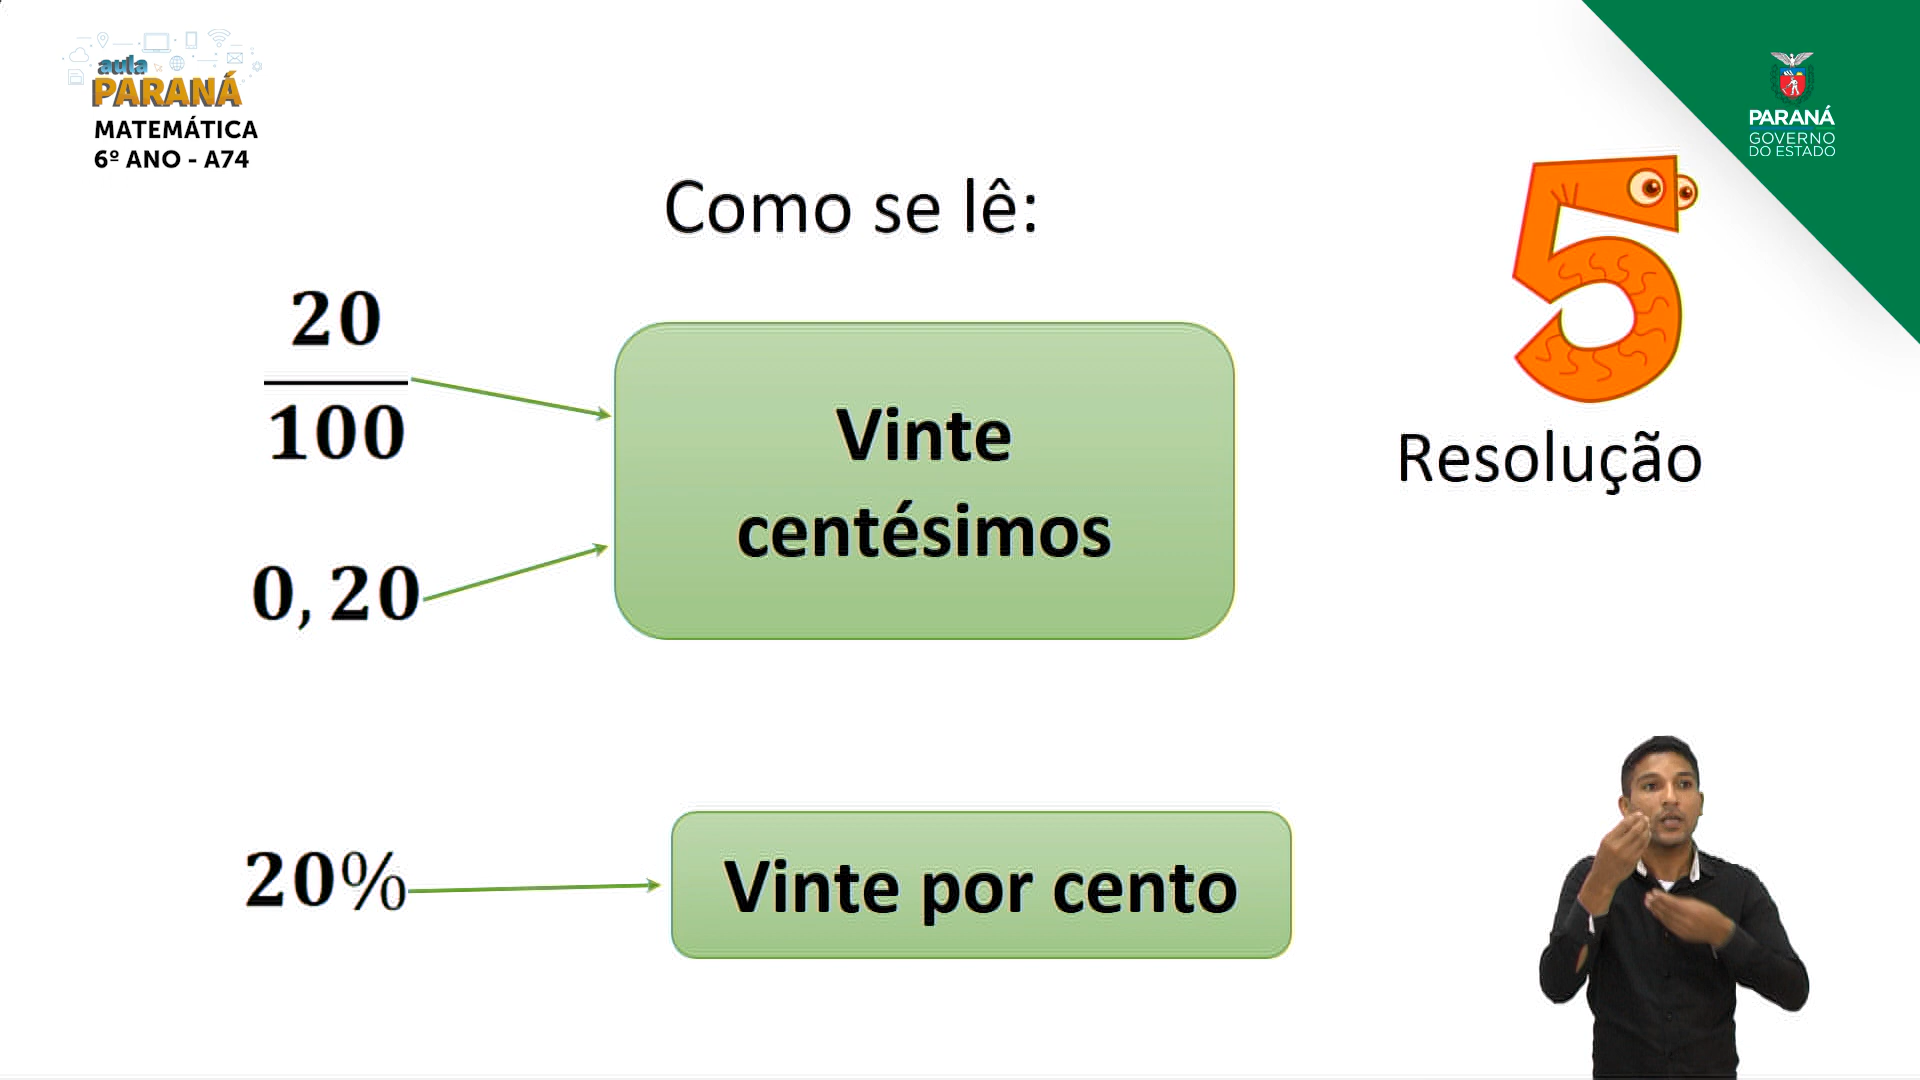 aula
PARANÁ
MATEMÁTICA
6º ANO - A74
PARANÁ
GOVERNO
DO ESTADO
Como se lê:
5
Resolução
20
100
Vinte
centésimos
0,20
20%
Vinte por cento